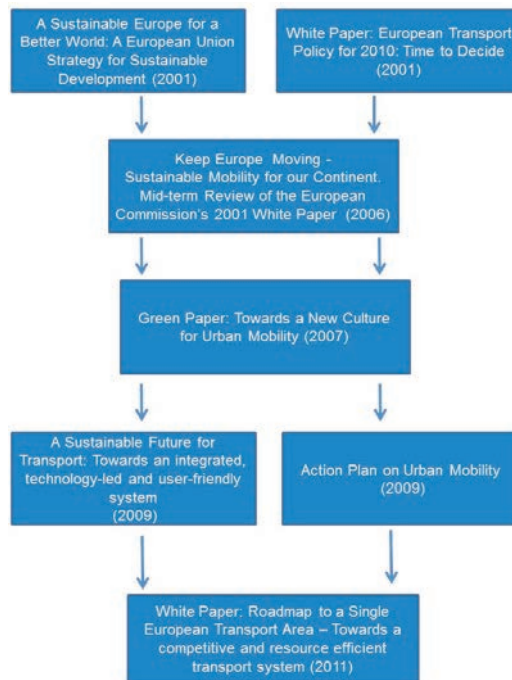 A Sustainable Europe for a
Better World: A European Union
Strategy for Sustainable
Development (2001)
White Paper: European Transport
Policy for 2010: Time to Decide
(2001)
Keep Europe Moving -
Sustainable Mobility for our Continent.
Mid-term Review of the European
Commission's 2001 White Paper (2006)
Green Paper: Towards a New Culture
for Urban Mobility (2007)
A Sustainable Future for
Transport: Towards an integrated,
technology-led and user-friendly
system
(2009)
Action Plan on Urban Mobility
(2009)
White Paper: Roadmap to a Single
European Transport Area – Towards a
competitive and resource efficient
transport system (2011)